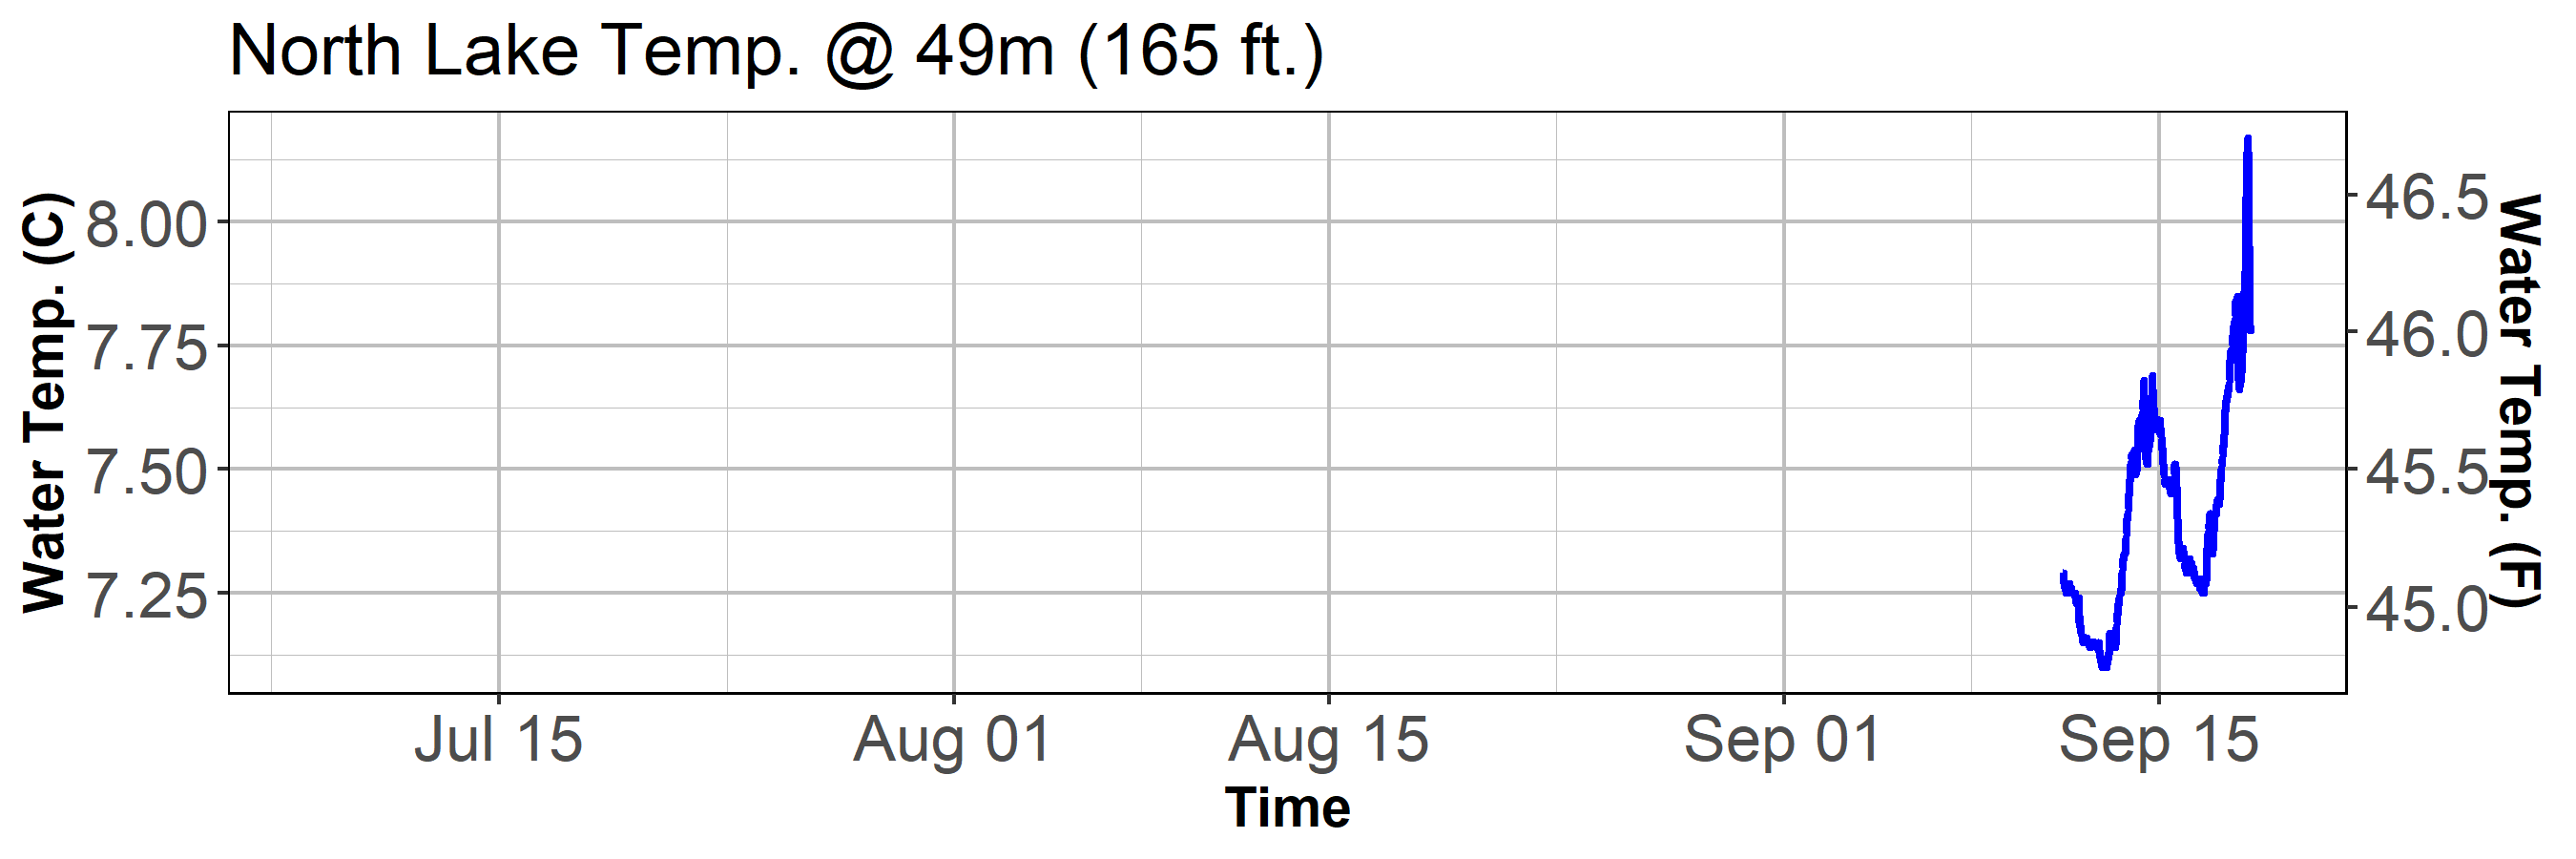 North Lake Temp. @ 49m (165 ft.)
Water Temp. (C)
8.00
7.75
7.50
7.25
46.5
46.0
45.5
45.0
Water Temp. (F)
Jul 15
Aug 01
Aug 15
Sep 01
Sep 15
Time